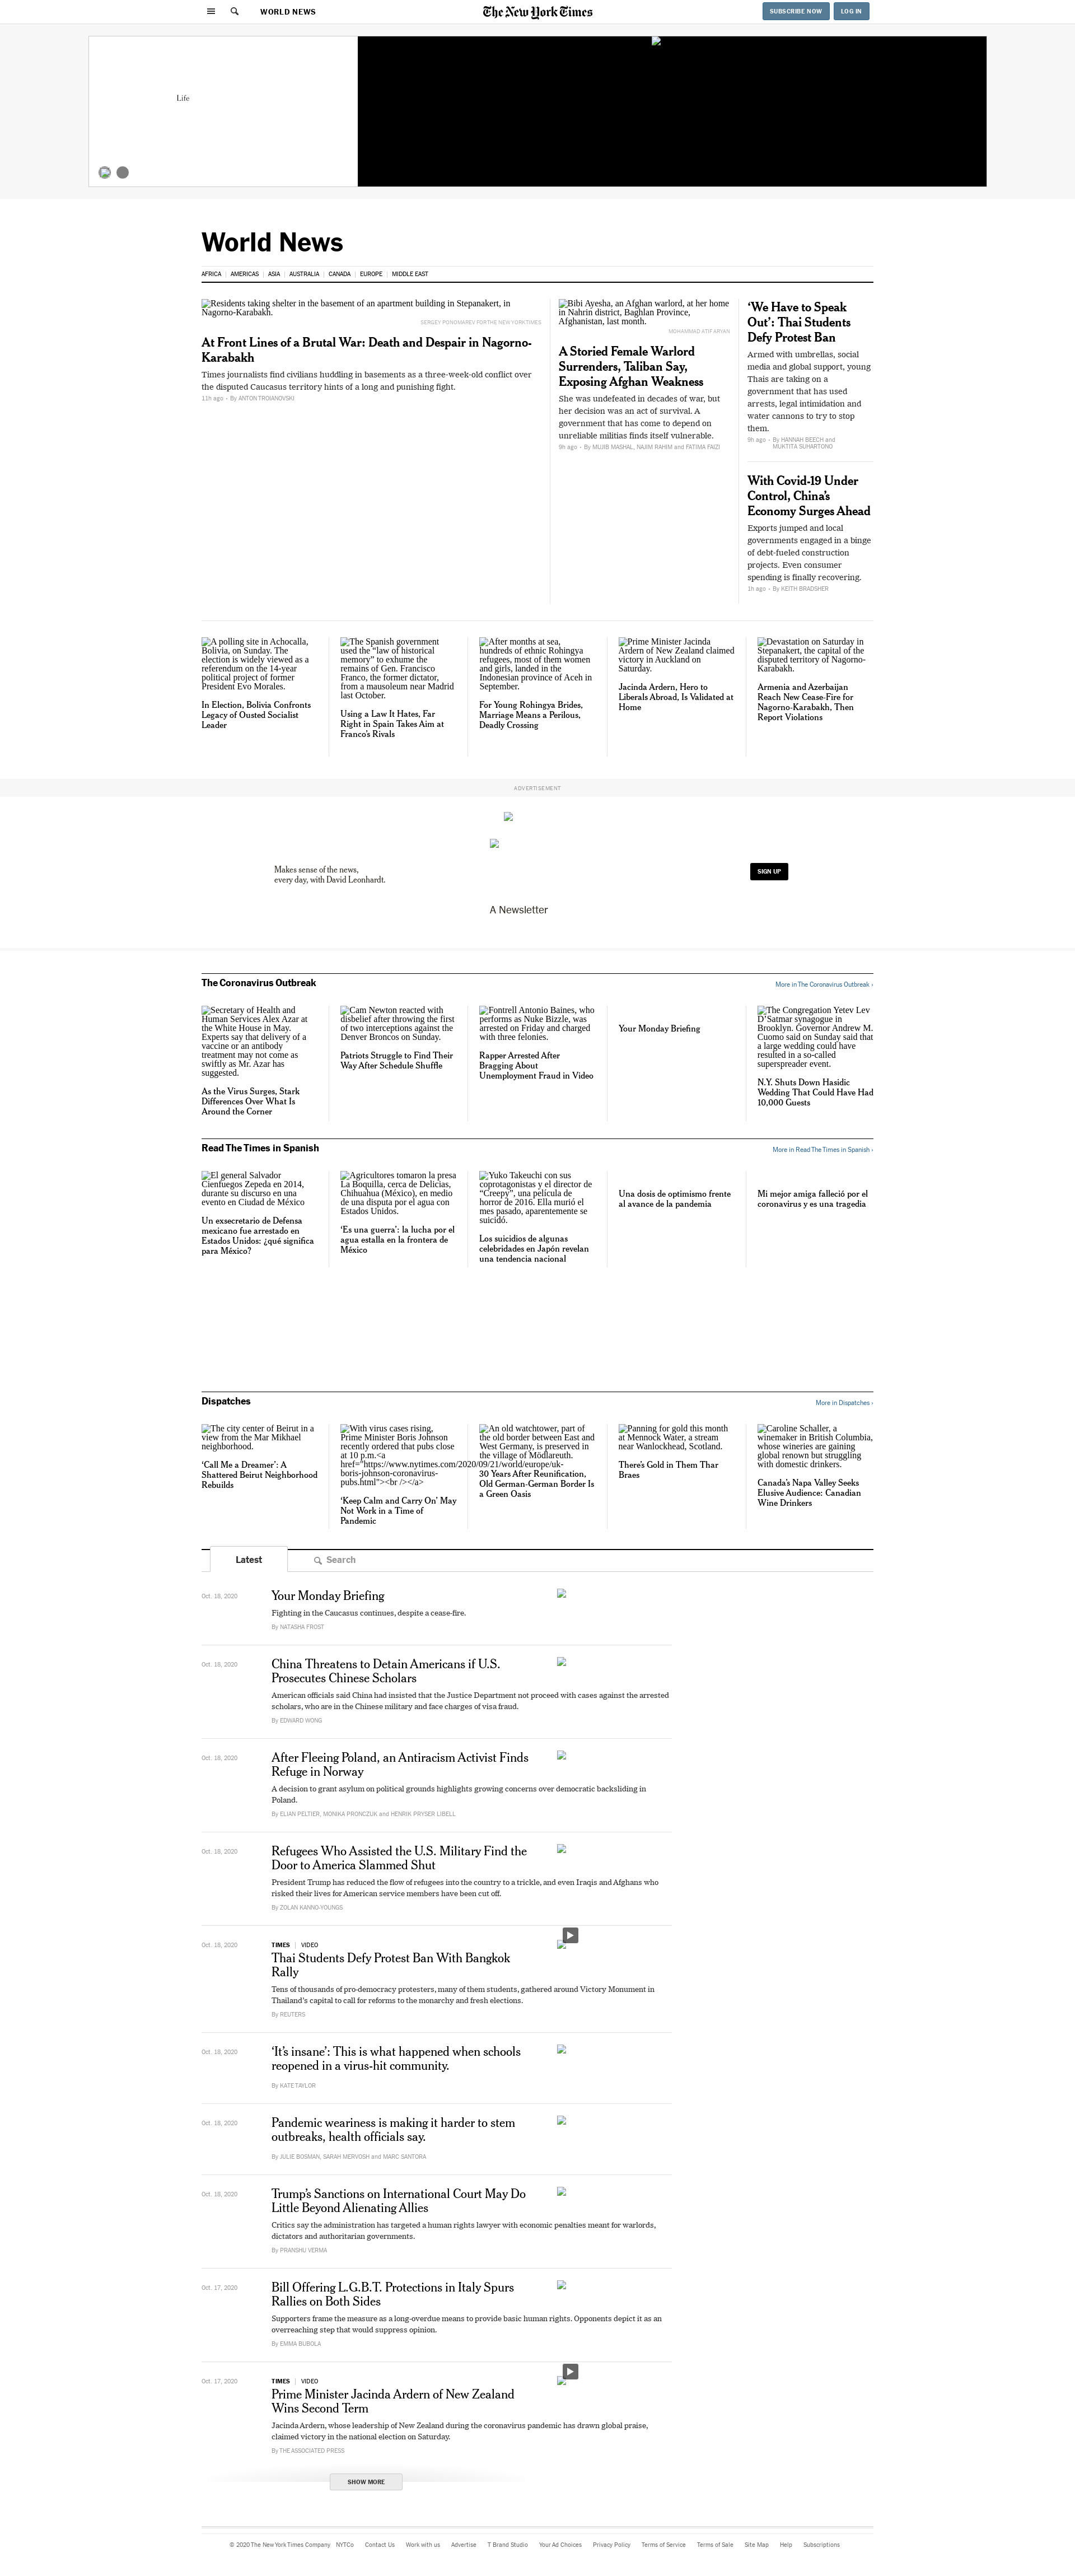 WORLD NEWS
The New York Times
SUBSCRIBE NOW
LOG IN
Life
World News
AFRICA | AMERICAS | ASIA | AUSTRALIA | CANADA | EUROPE | MIDDLE EAST
Residents taking shelter in the basement of an apartment building in Stepanakert, in
Nagorno-Karabakh.
SERGEY PONOMAREV FOR THE NEW YORK TIMES
At Front Lines of a Brutal War: Death and Despair in Nagorno-
Karabakh
Times journalists find civilians huddling in basements as a three-week-old conflict over
the disputed Caucasus territory hints of a long and punishing fight.
11h ago · By ANTON TROIANOVSKI
Bibi Ayesha, an Afghan warlord, at her home
in Nahrin district, Baghlan Province,
Afghanistan, last month.
MOHAMMAD ATIF ARYAN
A Storied Female Warlord
Surrenders, Taliban Say,
Exposing Afghan Weakness
She was undefeated in decades of war, but
her decision was an act of survival. A
government that has come to depend on
unreliable militias finds itself vulnerable.
9h ago · By MUJIB MASHAL, NAJIM RAHIM and FATIMA FAIZI
‘We Have to Speak
Out’: Thai Students
Defy Protest Ban
Armed with umbrellas, social
media and global support, young
Thais are taking on a
government that has used
arrests, legal intimidation and
water cannons to try to stop
them.
9h ago · By HANNAH BEECH and
MUKTITA SUHARTONO
With Covid-19 Under
Control, China’s
Economy Surges Ahead
Exports jumped and local
governments engaged in a binge
of debt-fueled construction
projects. Even consumer
spending is finally recovering.
1h ago · By KEITH BRADSHER
A polling site in Achocalla,
Bolivia, on Sunday. The
election is widely viewed as a
referendum on the 14-year
political project of former
President Evo Morales.
In Election, Bolivia Confronts
Legacy of Ousted Socialist
Leader
The Spanish government
used the “law of historical
memory” to exhume the
remains of Gen. Francisco
Franco, the former dictator,
from a mausoleum near Madrid
last October.
Using a Law It Hates, Far
Right in Spain Takes Aim at
Franco’s Rivals
After months at sea,
hundreds of ethnic Rohingya
refugees, most of them women
and girls, landed in the
Indonesian province of Aceh in
September.
For Young Rohingya Brides,
Marriage Means a Perilous,
Deadly Crossing
Prime Minister Jacinda
Ardern of New Zealand claimed
victory in Auckland on
Saturday.
Jacinda Ardern, Hero to
Liberals Abroad, Is Validated at
Home
Devastation on Saturday in
Stepanakert, the capital of the
disputed territory of Nagorno-
Karabakh.
Armenia and Azerbaijan
Reach New Cease-Fire for
Nagorno-Karabakh, Then
Report Violations
ADVERTISEMENT
Makes sense of the news,
every day, with David Leonhardt.
SIGN UP
A Newsletter
The Coronavirus Outbreak
More in The Coronavirus Outbreak ›
Secretary of Health and
Human Services Alex Azar at
the White House in May.
Experts say that delivery of a
vaccine or an antibody
treatment may not come as
swiftly as Mr. Azar has
suggested.
As the Virus Surges, Stark
Differences Over What Is
Around the Corner
Cam Newton reacted with
disbelief after throwing the first
of two interceptions against the
Denver Broncos on Sunday.
Patriots Struggle to Find Their
Way After Schedule Shuffle
Fontrell Antonio Baines, who
performs as Nuke Bizzle, was
arrested on Friday and charged
with three felonies.
Rapper Arrested After
Bragging About
Unemployment Fraud in Video
Your Monday Briefing
The Congregation Yetev Lev
D’Satmar synagogue in
Brooklyn. Governor Andrew M.
Cuomo said on Sunday said that
a large wedding could have
resulted in a so-called
superspreader event.
N.Y. Shuts Down Hasidic
Wedding That Could Have Had
10,000 Guests
Read The Times in Spanish
More in Read The Times in Spanish ›
El general Salvador
Cienfuegos Zepeda en 2014,
durante su discurso en una
evento en Ciudad de México
Un exsecretario de Defensa
mexicano fue arrestado en
Estados Unidos: ¿qué significa
para México?
Agricultores tomaron la presa
La Boquilla, cerca de Delicias,
Chihuahua (México), en medio
de una disputa por el agua con
Estados Unidos.
‘Es una guerra’: la lucha por el
agua estalla en la frontera de
México
Yuko Takeuchi con sus
coprotagonistas y el director de
“Creepy”, una película de
horror de 2016. Ella murió el
mes pasado, aparentemente se
suicidó.
Los suicidios de algunas
celebridades en Japón revelan
una tendencia nacional
Una dosis de optimismo frente
al avance de la pandemia
Mi mejor amiga falleció por el
coronavirus y es una tragedia
Dispatches
More in Dispatches ›
The city center of Beirut in a
view from the Mar Mikhael
neighborhood.
‘Call Me a Dreamer’: A
Shattered Beirut Neighborhood
Rebuilds
With virus cases rising,
Prime Minister Boris Johnson
recently ordered that pubs close
at 10 p.m.<a
href="https://www.nytimes.com/2020/09/21/world/europe/uk-
boris-johnson-coronavirus-
pubs.html"><br /></a>
‘Keep Calm and Carry On’ May
Not Work in a Time of
Pandemic
An old watchtower, part of
the old border between East and
West Germany, is preserved in
the village of Mödlareuth.
30 Years After Reunification,
Old German-German Border Is
a Green Oasis
Panning for gold this month
at Mennock Water, a stream
near Wanlockhead, Scotland.
There’s Gold in Them Thar
Braes
Caroline Schaller, a
winemaker in British Columbia,
whose wineries are gaining
global renown but struggling
with domestic drinkers.
Canada’s Napa Valley Seeks
Elusive Audience: Canadian
Wine Drinkers
Latest
Search
Oct. 19, 2020
Your Monday Briefing
Fighting in the Caucasus continues, despite a cease-fire.
By NATASHA FROST
Oct. 18, 2020
China Threatens to Detain Americans if U.S.
Prosecutes Chinese Scholars
American officials said China had insisted that the Justice Department not proceed with cases against the arrested
scholars, who are in the Chinese military and face charges of visa fraud.
By EDWARD WONG
Oct. 18, 2020
After Fleeing Poland, an Antiracism Activist Finds
Refuge in Norway
A decision to grant asylum on political grounds highlights growing concerns over democratic backsliding in
Poland.
By ELIAN PELTIER, MONIKA PRONCZUK and HENRIK PRYSER LIBELL
Oct. 18, 2020
Refugees Who Assisted the U.S. Military Find the
Door to America Slammed Shut
President Trump has reduced the flow of refugees into the country to a trickle, and even Iraqis and Afghans who
risked their lives for American service members have been cut off.
By ZOLAN KANNO-YOUNGS
Oct. 18, 2020
TIMES | VIDEO
Thai Students Defy Protest Ban With Bangkok
Rally
Tens of thousands of pro-democracy protesters, many of them students, gathered around Victory Monument in
Thailand’s capital to call for reforms to the monarchy and fresh elections.
By REUTERS
Oct. 18, 2020
‘It’s insane’: This is what happened when schools
reopened in a virus-hit community.
By KATE TAYLOR
Oct. 18, 2020
Pandemic weariness is making it harder to stem
outbreaks, health officials say.
By JULIE BOSMAN, SARAH MERVOSH and MARC SANTORA
Oct. 18, 2020
Trump’s Sanctions on International Court May Do
Little Beyond Alienating Allies
Critics say the administration has targeted a human rights lawyer with economic penalties meant for warlords,
dictators and authoritarian governments.
By PRANSHU VERMA
Oct. 17, 2020
Bill Offering L.G.B.T. Protections in Italy Spurs
Rallies on Both Sides
Supporters frame the measure as a long-overdue means to provide basic human rights. Opponents depict it as an
overreaching step that would suppress opinion.
By EMMA BUBOLA
Oct. 17, 2020
TIMES | VIDEO
Prime Minister Jacinda Ardern of New Zealand
Wins Second Term
Jacinda Ardern, whose leadership of New Zealand during the coronavirus pandemic has drawn global praise,
claimed victory in the national election on Saturday.
By THE ASSOCIATED PRESS
SHOW MORE
© 2020 The New York Times Company NYTCo Contact Us Work with us Advertise T Brand Studio Your Ad Choices Privacy Policy Terms of Service Terms of Sale Site Map Help Subscriptions